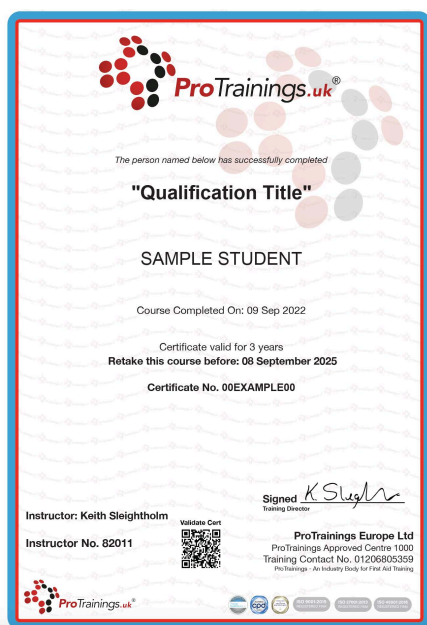 ProTrainings.uk®
The person named below has successfully completed
"Qualification Title"
SAMPLE STUDENT
Course Completed On: 09 Sep 2022
Certificate valid for 3 years
Retake this course before: 08 September 2025
Certificate No. 00EXAMPLE00
Signed K. Sleigh
Training Director
Instructor: Keith Sleightholm
Instructor No. 82011
Validate Cert
ProTrainings Europe Ltd
ProTrainings Approved Centre 1000
Training Contact No. 01206805359
ProTrainings - An Industry Body for First Aid Training
ProTrainings.uk®
cpd